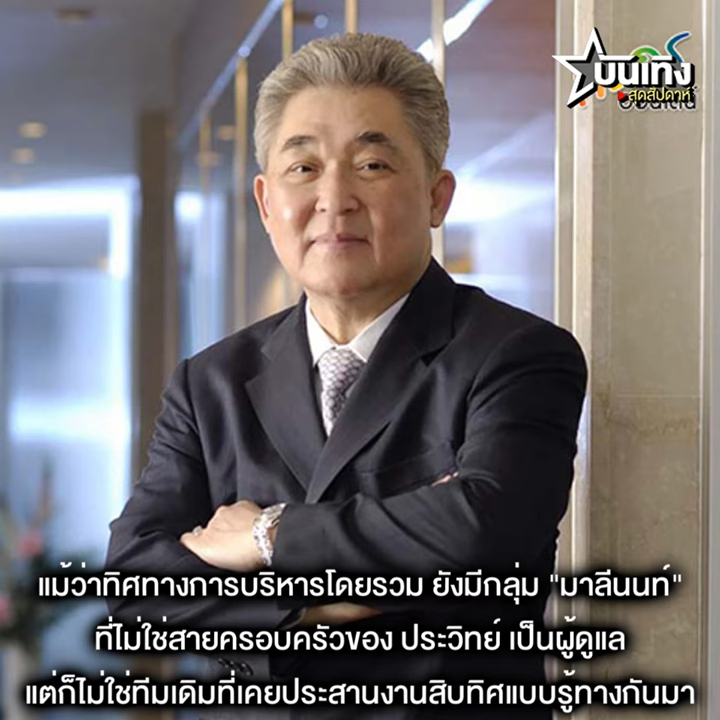 บันเทิง
สุดสัปดาห์
แม้ว่าทิศทางการบริหารโดยรวม ยังมีกลุ่ม "มาลีนนท์"
ที่ไม่ใช่สายครอบครัวของ ประวิทย์ เป็นผู้ดูแล
แต่ก็ไม่ใช่ทีมเดิมที่เคยประสานงานสิบทิศแบบรู้ทางกันมา